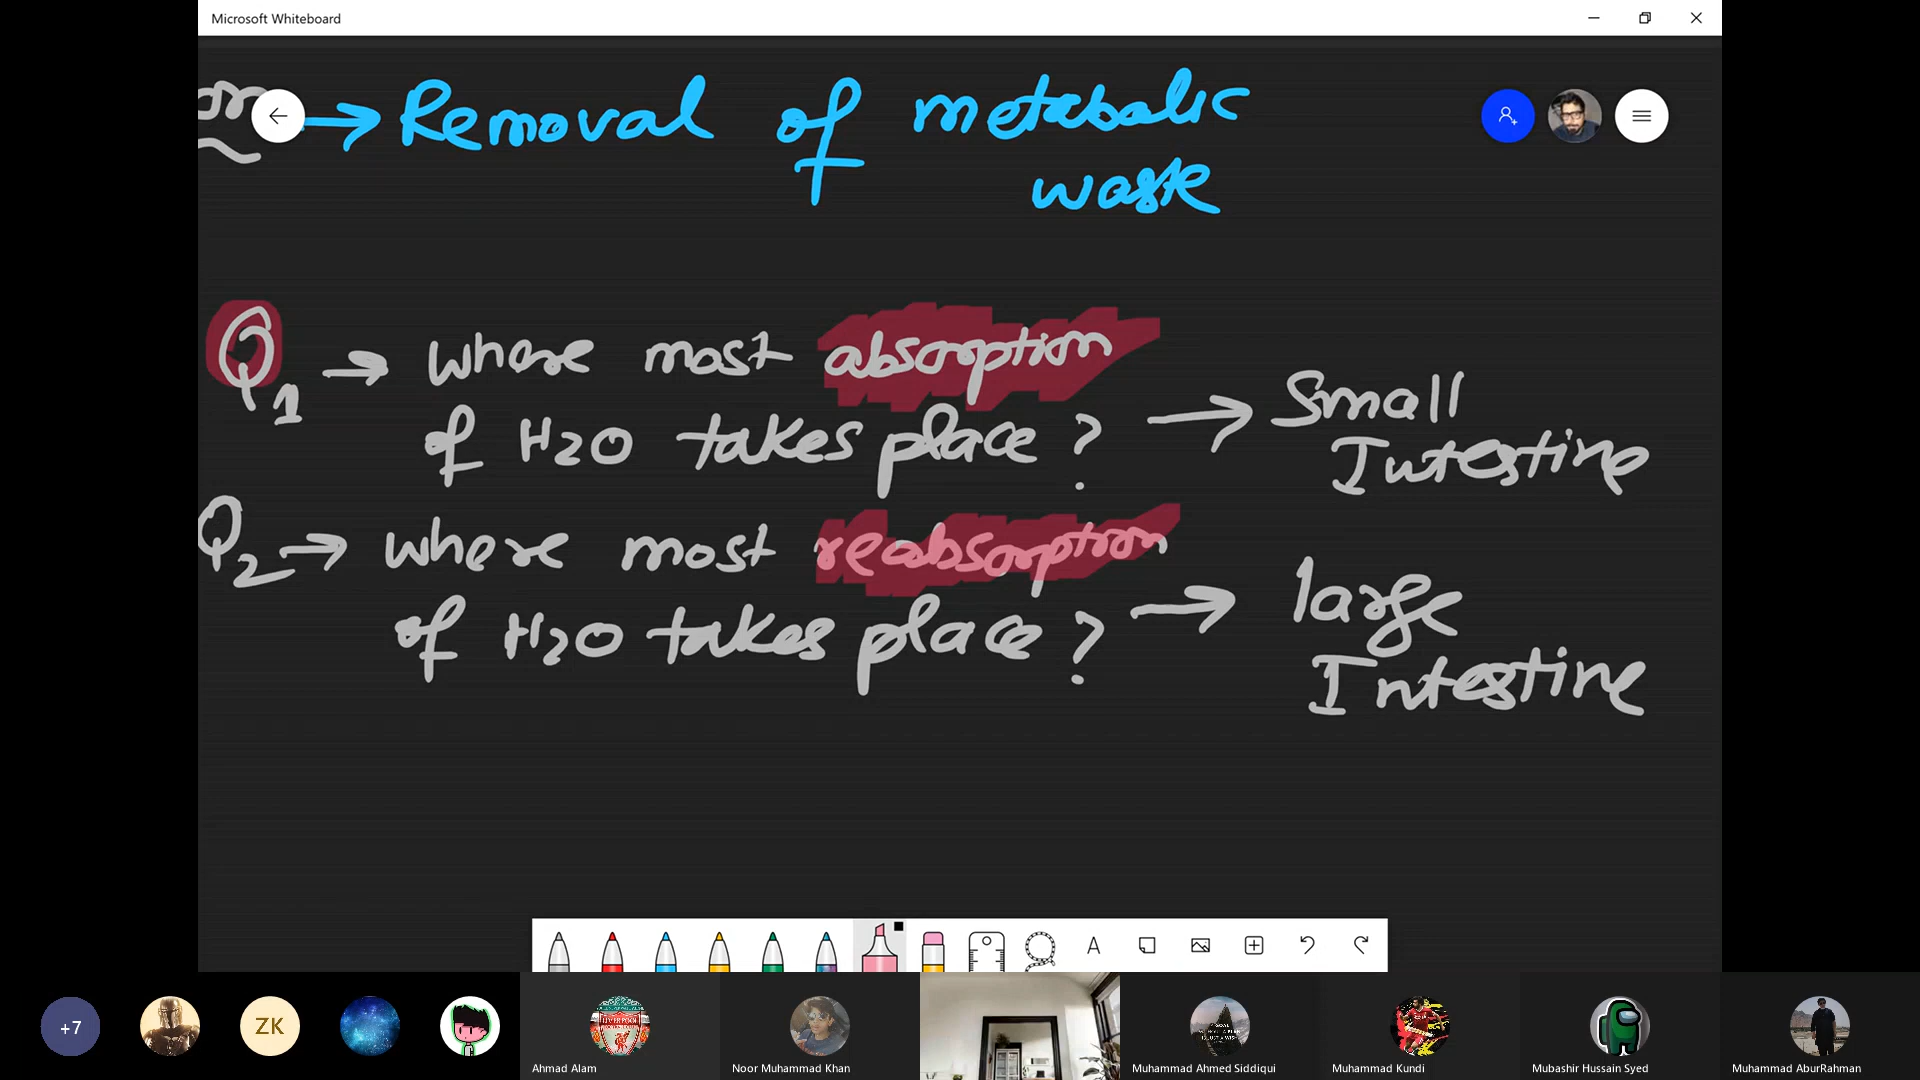 Microsoft Whiteboard
on → Removal of metabolic
waste
Q1 → where most absorption
of H2O takes place? → Small
Intestine
Q2 → where most reabsorption
of H2O takes place? → large
Intestine
A
+7
ZK
Ahmad Alam
Noor Muhammad Khan
Muhammad Ahmed Siddiqui
Muhammad Kundi
Mubashir Hussain Syed
Muhammad AburRahman